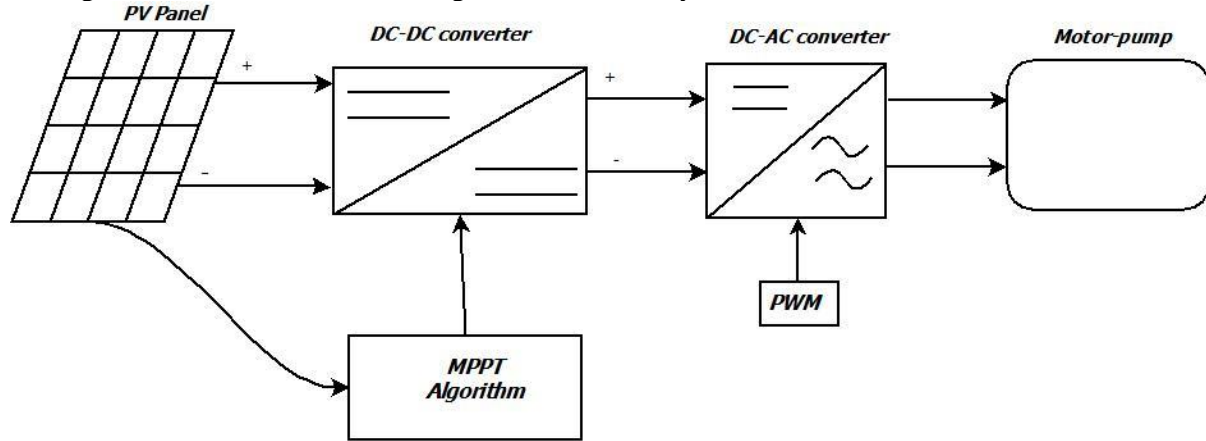 PV Panel
DC-DC converter
DC-AC converter
Motor-pump
+
-
+
-
PWM
MPPT
Algorithm